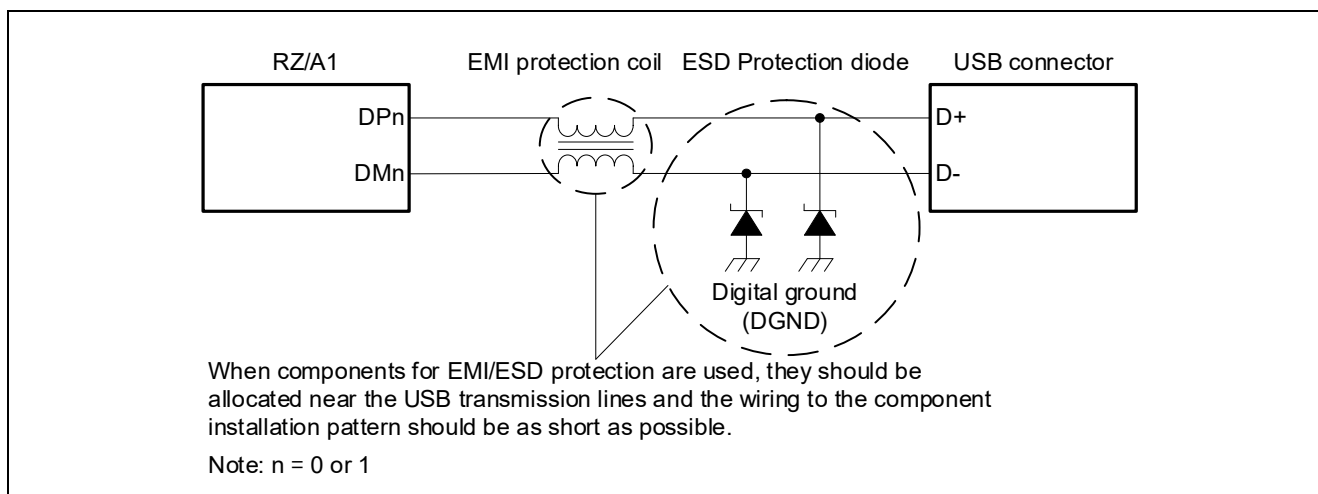 RZ/A1
EMI protection coil
ESD Protection diode
USB connector
DPn
D+
DMn
D-
Digital ground
(DGND)
When components for EMI/ESD protection are used, they should be
allocated near the USB transmission lines and the wiring to the component
installation pattern should be as short as possible.
Note: n = 0 or 1